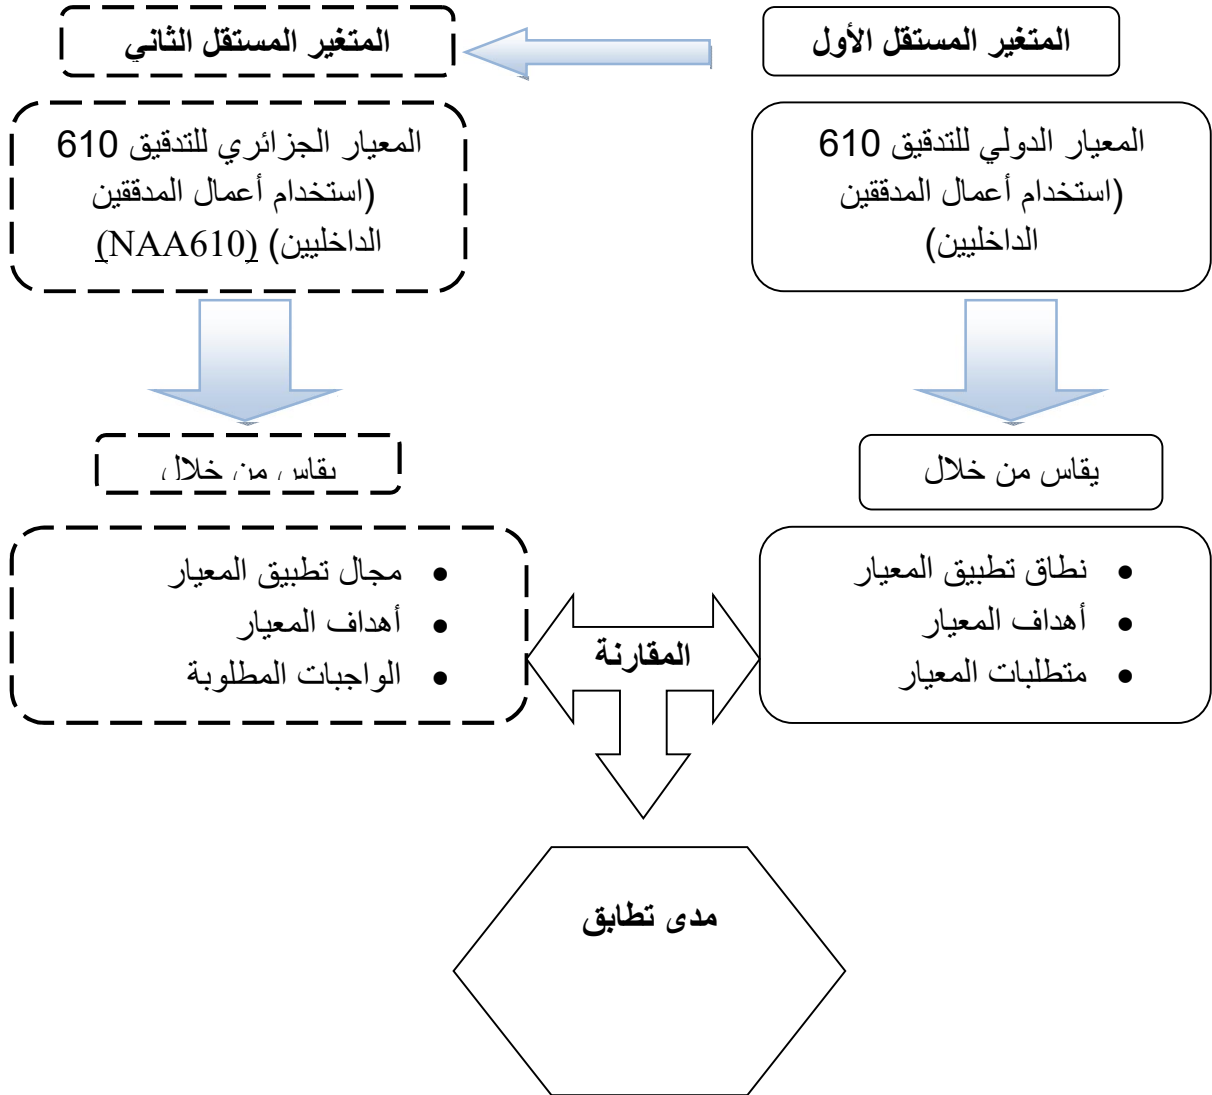 المتغير المستقل الأول
المتغير المستقل الثاني
المعيار الدولي للتدقيق 610
(استخدام أعمال المدققين
الداخليين)
المعيار الجزائري للتدقيق 610
(استخدام أعمال المدققين
الداخليين) (NAA610)
يقاس من خلال
يقاس من خلال
• نطاق تطبيق المعيار
• أهداف المعيار
• متطلبات المعيار
المقارنة
• مجال تطبيق المعيار
• أهداف المعيار
• الواجبات المطلوبة
مدى تطابق